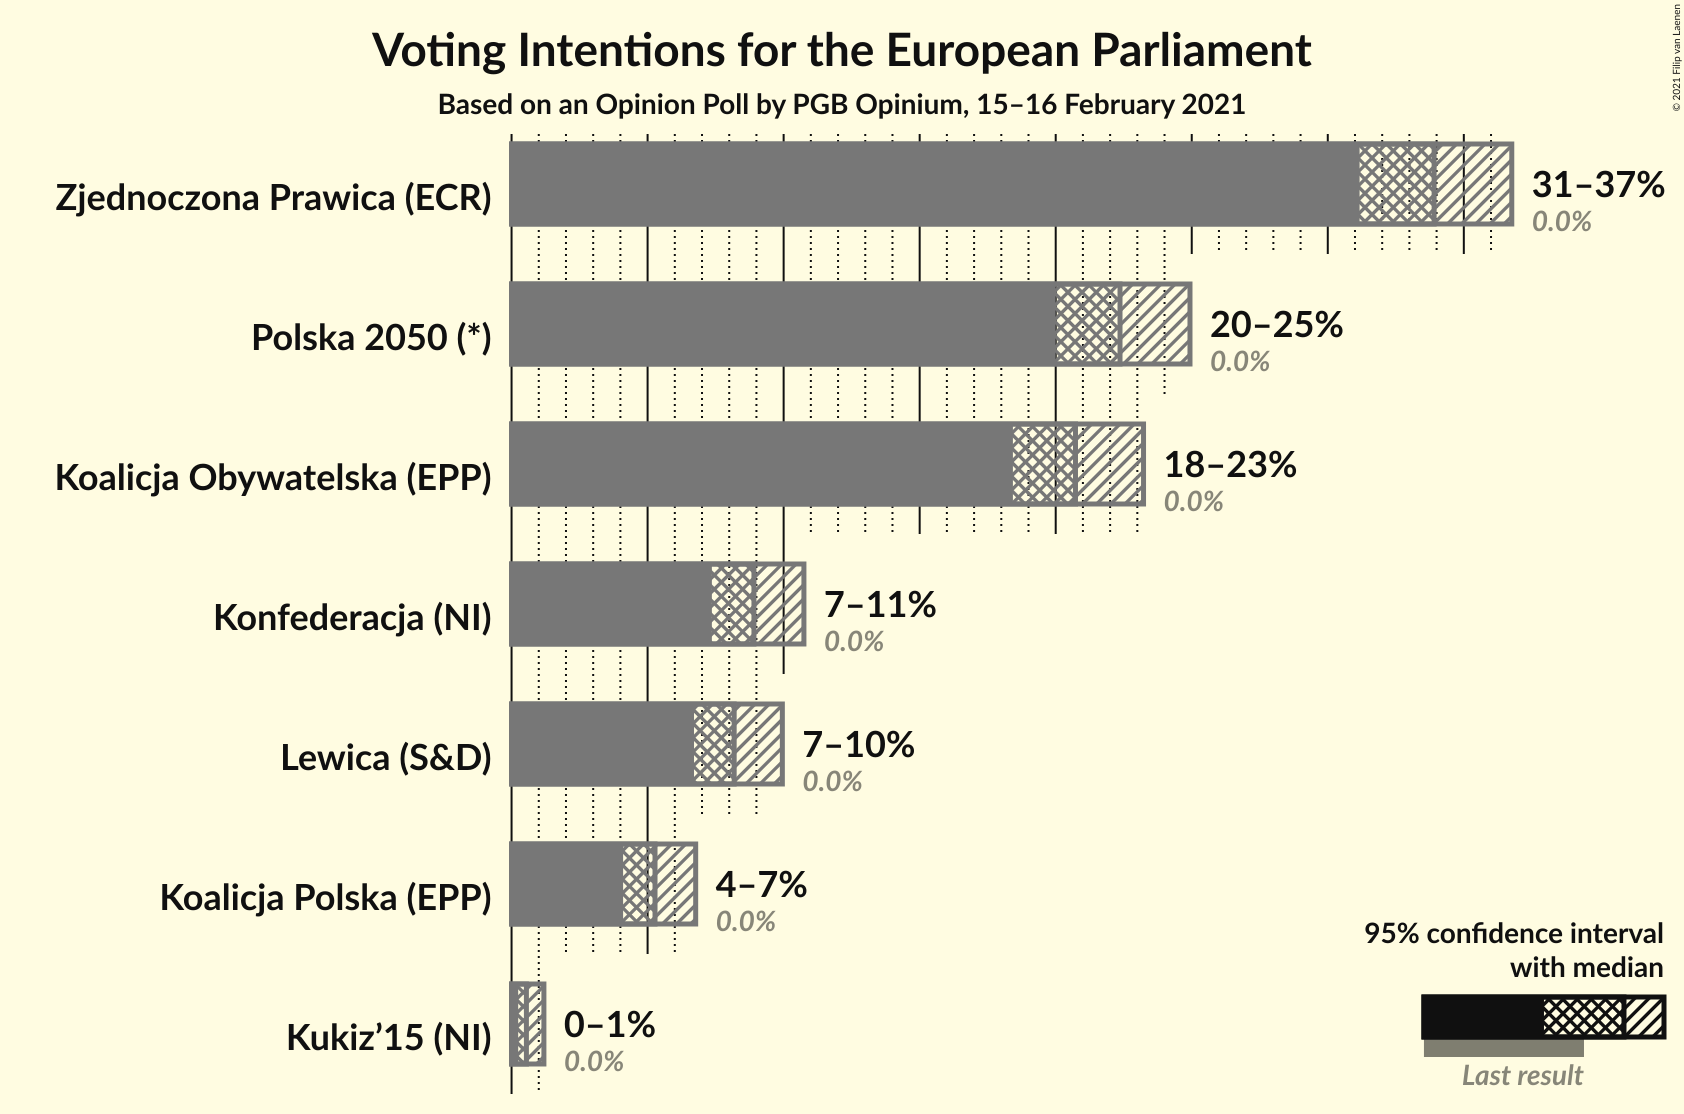 Voting Intentions for the European Parliament
Based on an Opinion Poll by PGB Opinium, 15–16 February 2021
© 2021 Filip van Laenen
Zjednoczona Prawica (ECR)
31–37%
0.0%
Polska 2050 (*)
20–25%
0.0%
Koalicja Obywatelska (EPP)
18–23%
0.0%
Konfederacja (NI)
7–11%
0.0%
Lewica (S&D)
7–10%
0.0%
Koalicja Polska (EPP)
4–7%
0.0%
Kukiz’15 (NI)
0–1%
0.0%
95% confidence interval
with median
Last result